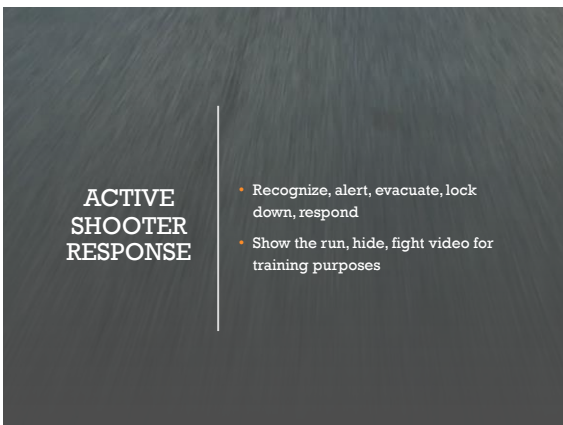 ACTIVE
SHOOTER
RESPONSE
• Recognize, alert, evacuate, lock
down, respond
• Show the run, hide, fight video for
training purposes